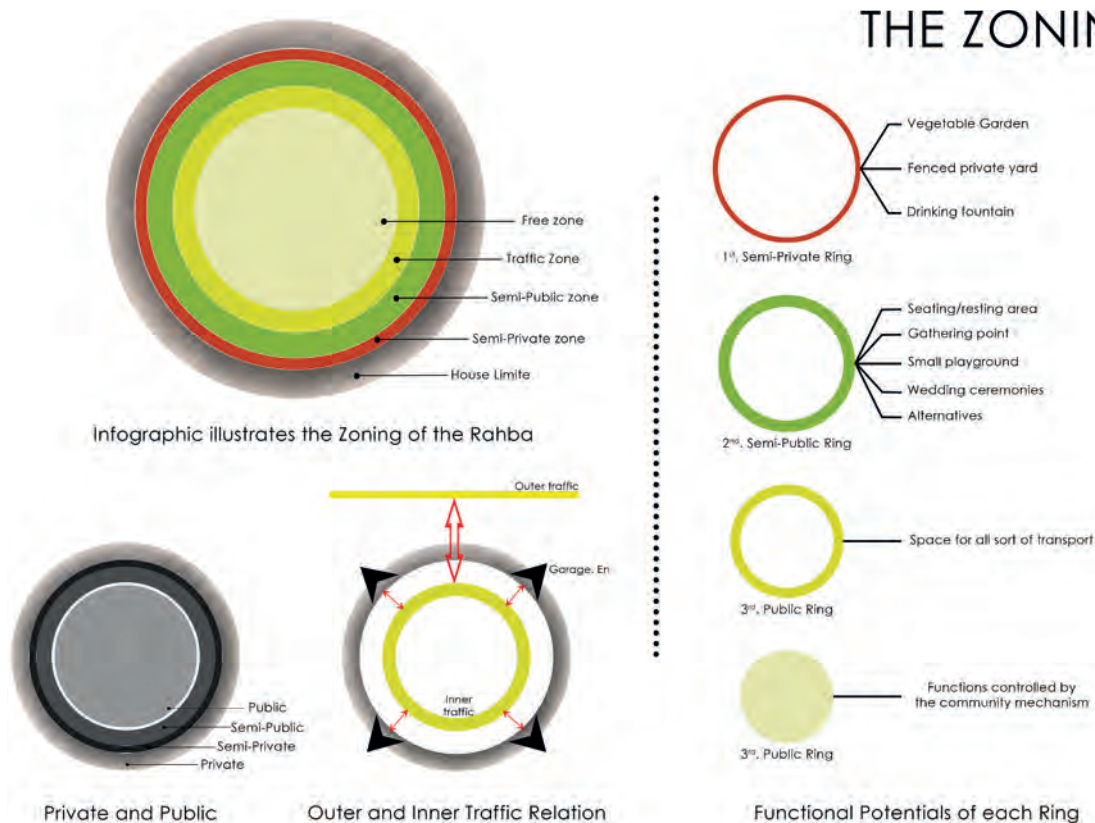 THE ZONIN
Free zone
Traffic Zone
Semi-Public zone
Semi-Private zone
House Limite
Infographic illustrates the Zoning of the Rahba
Vegetable Garden
Fenced private yard
Drinking fountain
1st. Semi-Private Ring
Seating/resting area
Gathering point
Small playground
Wedding ceremonies
Alternatives
2nd. Semi-Public Ring
Space for all sort of transport
3rd. Public Ring
Functions controlled by
the community mechanism
3rd. Public Ring
Functional Potentials of each Ring
Public
Semi-Public
Semi-Private
Private
Private and Public
Outer traffic
Garage. En
Inner
traffic
Outer and Inner Traffic Relation